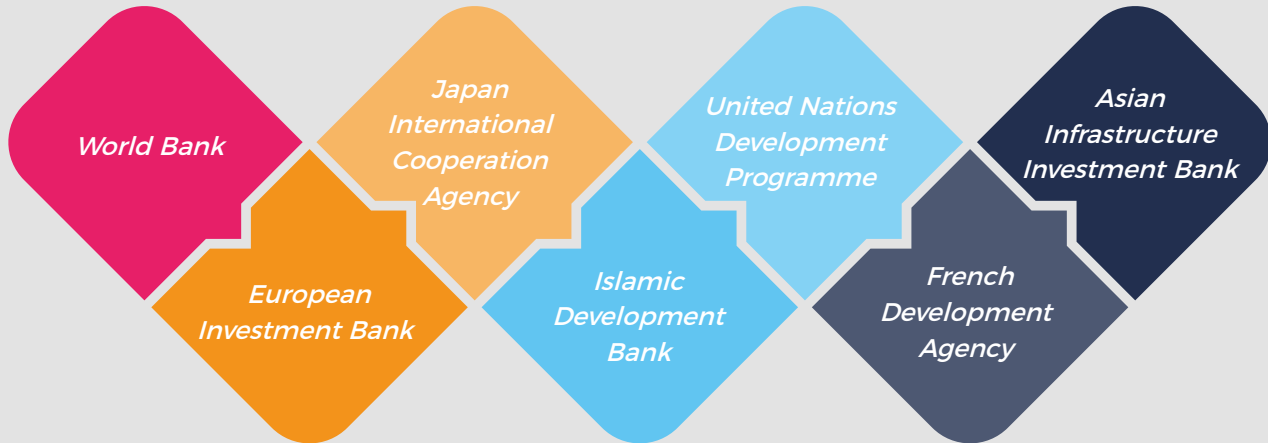 World Bank
European
Investment Bank
Japan
International
Cooperation
Agency
Islamic
Development
Bank
United Nations
Development
Programme
French
Development
Agency
Asian
Infrastructure
Investment Bank